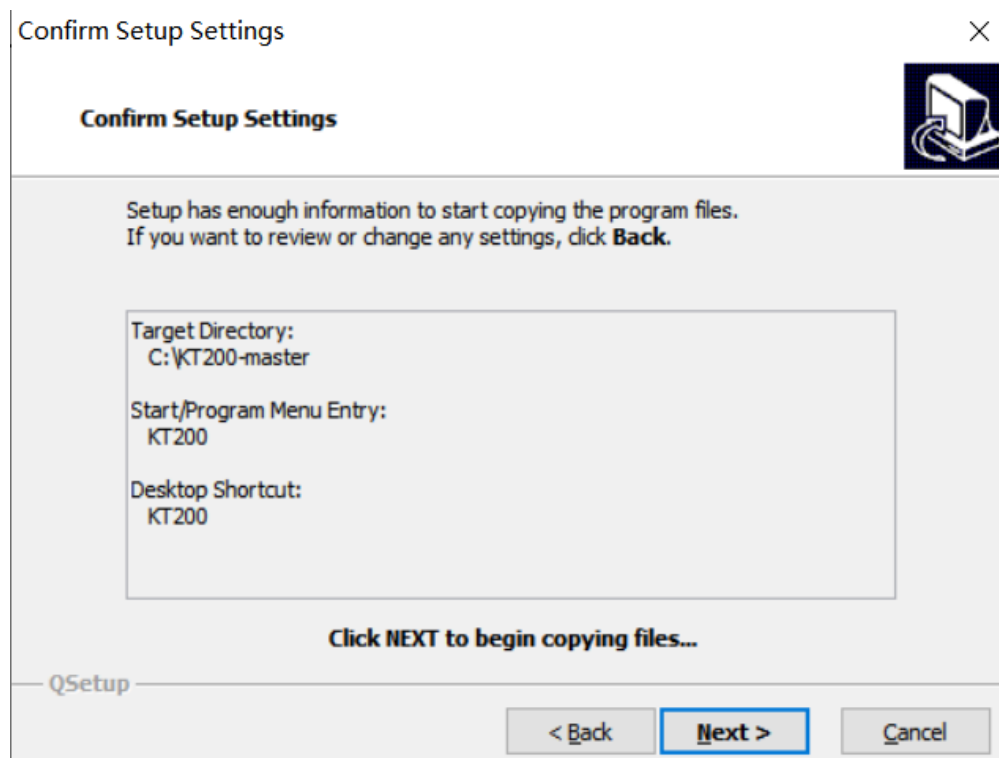 Confirm Setup Settings
Confirm Setup Settings
Setup has enough information to start copying the program files.
If you want to review or change any settings, click Back.
Target Directory:
C:\KT200-master
Start/Program Menu Entry:
KT200
Desktop Shortcut:
KT200
Click NEXT to begin copying files...
QSetup
< Back
Next >
Cancel